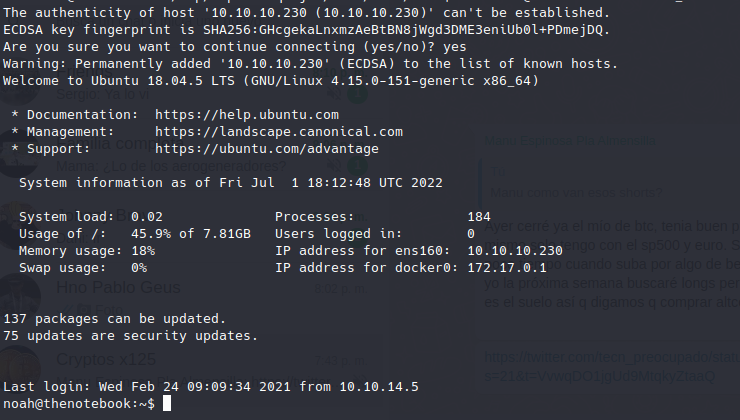 The authenticity of host '10.10.10.230 (10.10.10.230)' can't be established.
ECDSA key fingerprint is SHA256:GHcgekaLnxmzAeBtBN8jWgd3DME3eniUb0l+PDmejDQ.
Are you sure you want to continue connecting (yes/no)? yes
Warning: Permanently added '10.10.10.230' (ECDSA) to the list of known hosts.
Welcome to Ubuntu 18.04.5 LTS (GNU/Linux 4.15.0-151-generic x86_64)
* Documentation:  https://help.ubuntu.com
* Management:     https://landscape.canonical.com
* Support:        https://ubuntu.com/advantage
System information as of Fri Jul  1 18:12:48 UTC 2022
System load:  0.02              Processes:              184
Usage of /:   45.9% of 7.81GB   Users logged in:        0
Memory usage: 18%               IP address for ens160:  10.10.10.230
Swap usage:   0%                IP address for docker0: 172.17.0.1
Hno Pablo Geus
137 packages can be updated.
75 updates are security updates.
Cryptos x125
Last login: Wed Feb 24 09:09:34 2021 from 10.10.14.5
noah@thenotebook:~$